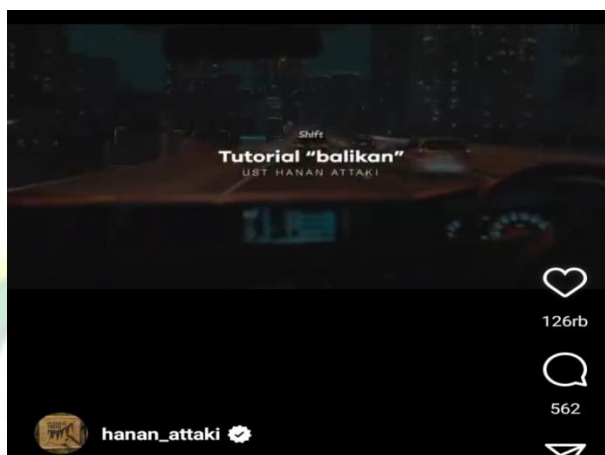 Shift
Tutorial “balikan”
UST HANAN ATTAKI
126rb
562
hanan_attaki